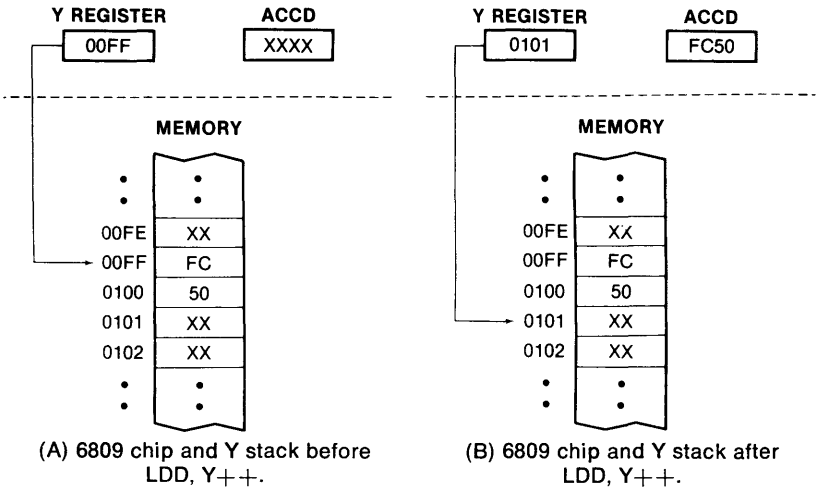 Y REGISTER ACCD
00FF XXXX
MEMORY
00FE XX
00FF FC
0100 50
0101 XX
0102 XX
(A) 6809 chip and Y stack before
LDD, Y++.
Y REGISTER ACCD
0101 FC50
MEMORY
00FE XX
00FF FC
0100 50
0101 XX
0102 XX
(B) 6809 chip and Y stack after
LDD, Y++.